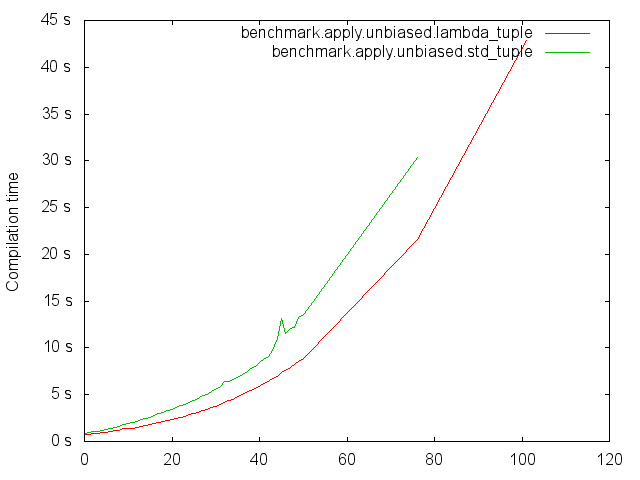 45 s
40 s
35 s
30 s
25 s
20 s
15 s
10 s
5 s
0 s
Compilation time
benchmark.apply.unbiased.lambda_tuple
benchmark.apply.unbiased.std_tuple
0 20 40 60 80 100 120